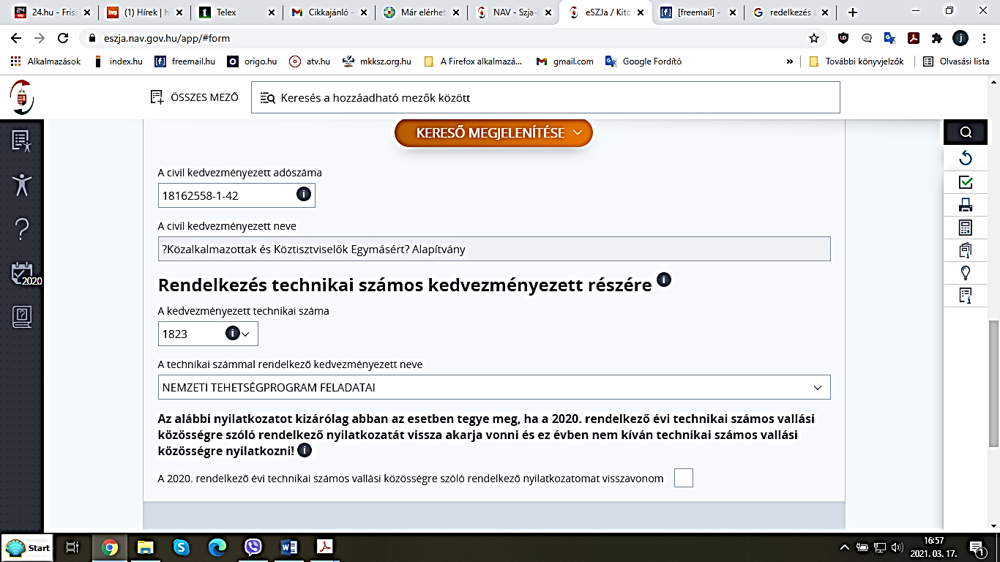 24.hu - Friss
(1) Hírek | h
Telex
Cikkajánló -
Már elérhet
NAV - Szja-
eSZJa / Kitö
[freemail] -
redelkezés a
eszja.nav.gov.hu/app/#form
Alkalmazások
index.hu
freemail.hu
origo.hu
atv.hu
mkksz.org.hu
A Firefox alkalmazá...
gmail.com
Google Fordító
»
További könyvjelzők
Olvasási lista
ÖSSZES MEZŐ
Keresés a hozzáadható mezők között
KERESŐ MEGJELENÍTÉSE
A civil kedvezményezett adószáma
18162558-1-42
A civil kedvezményezett neve
?Közalkalmazottak és Köztisztviselők Egymásért? Alapítvány
Rendelkezés technikai számos kedvezményezett részére
A kedvezményezett technikai száma
1823
A technikai számmal rendelkező kedvezményezett neve
NEMZETI TEHETSÉGPROGRAM FELADATAI
Az alábbi nyilatkozatot kizárólag abban az esetben tegye meg, ha a 2020. rendelkező évi technikai számos vallási
közösségre szóló rendelkező nyilatkozatát vissza akarja vonni és ez évben nem kíván technikai számos vallási
közösségre nyilatkozni!
A 2020. rendelkező évi technikai számos vallási közösségre szóló rendelkező nyilatkozatomat visszavonom
2020
Start
16:57
2021. 03. 17.
1